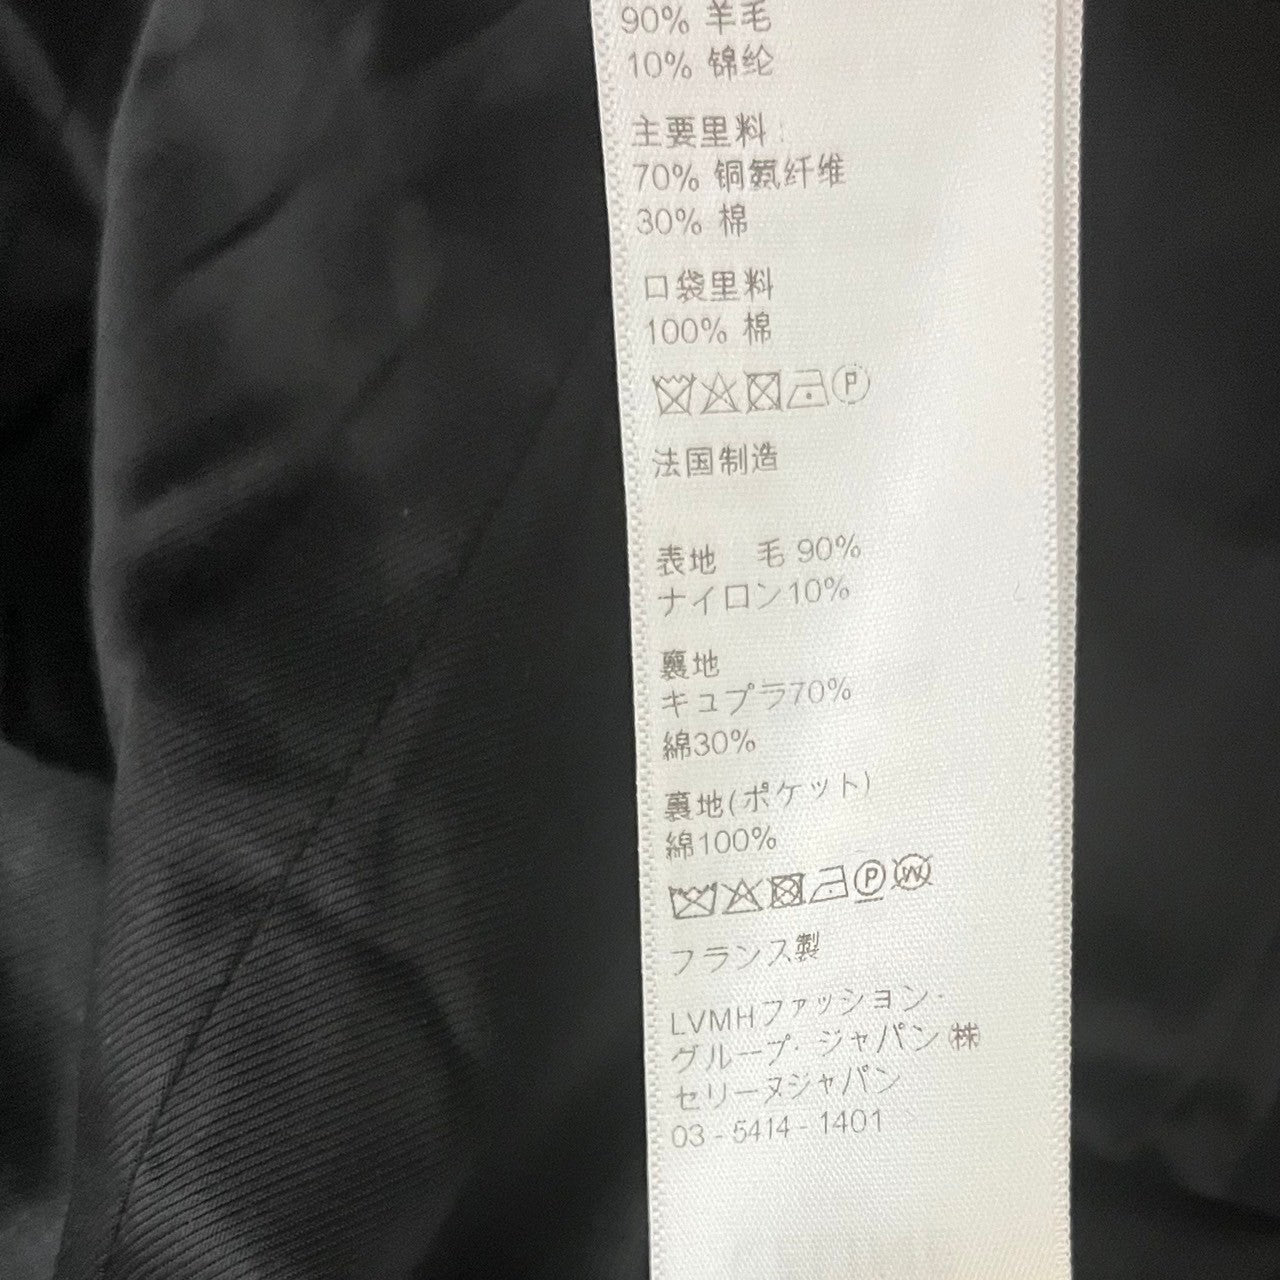 90% 羊毛
10% 锦纶
主要里料:
70% 铜氨纤维
30% 棉
口袋里料
100% 棉
P
法国制造
表地 毛 90%
ナイロン10%
裏地
キュプラ70%
綿30%
裏地(ポケット)
綿100%
P W
フランス製
LVMHファッション・
グループ・ジャパン㈱
セリーヌジャパン
03-5414-1401